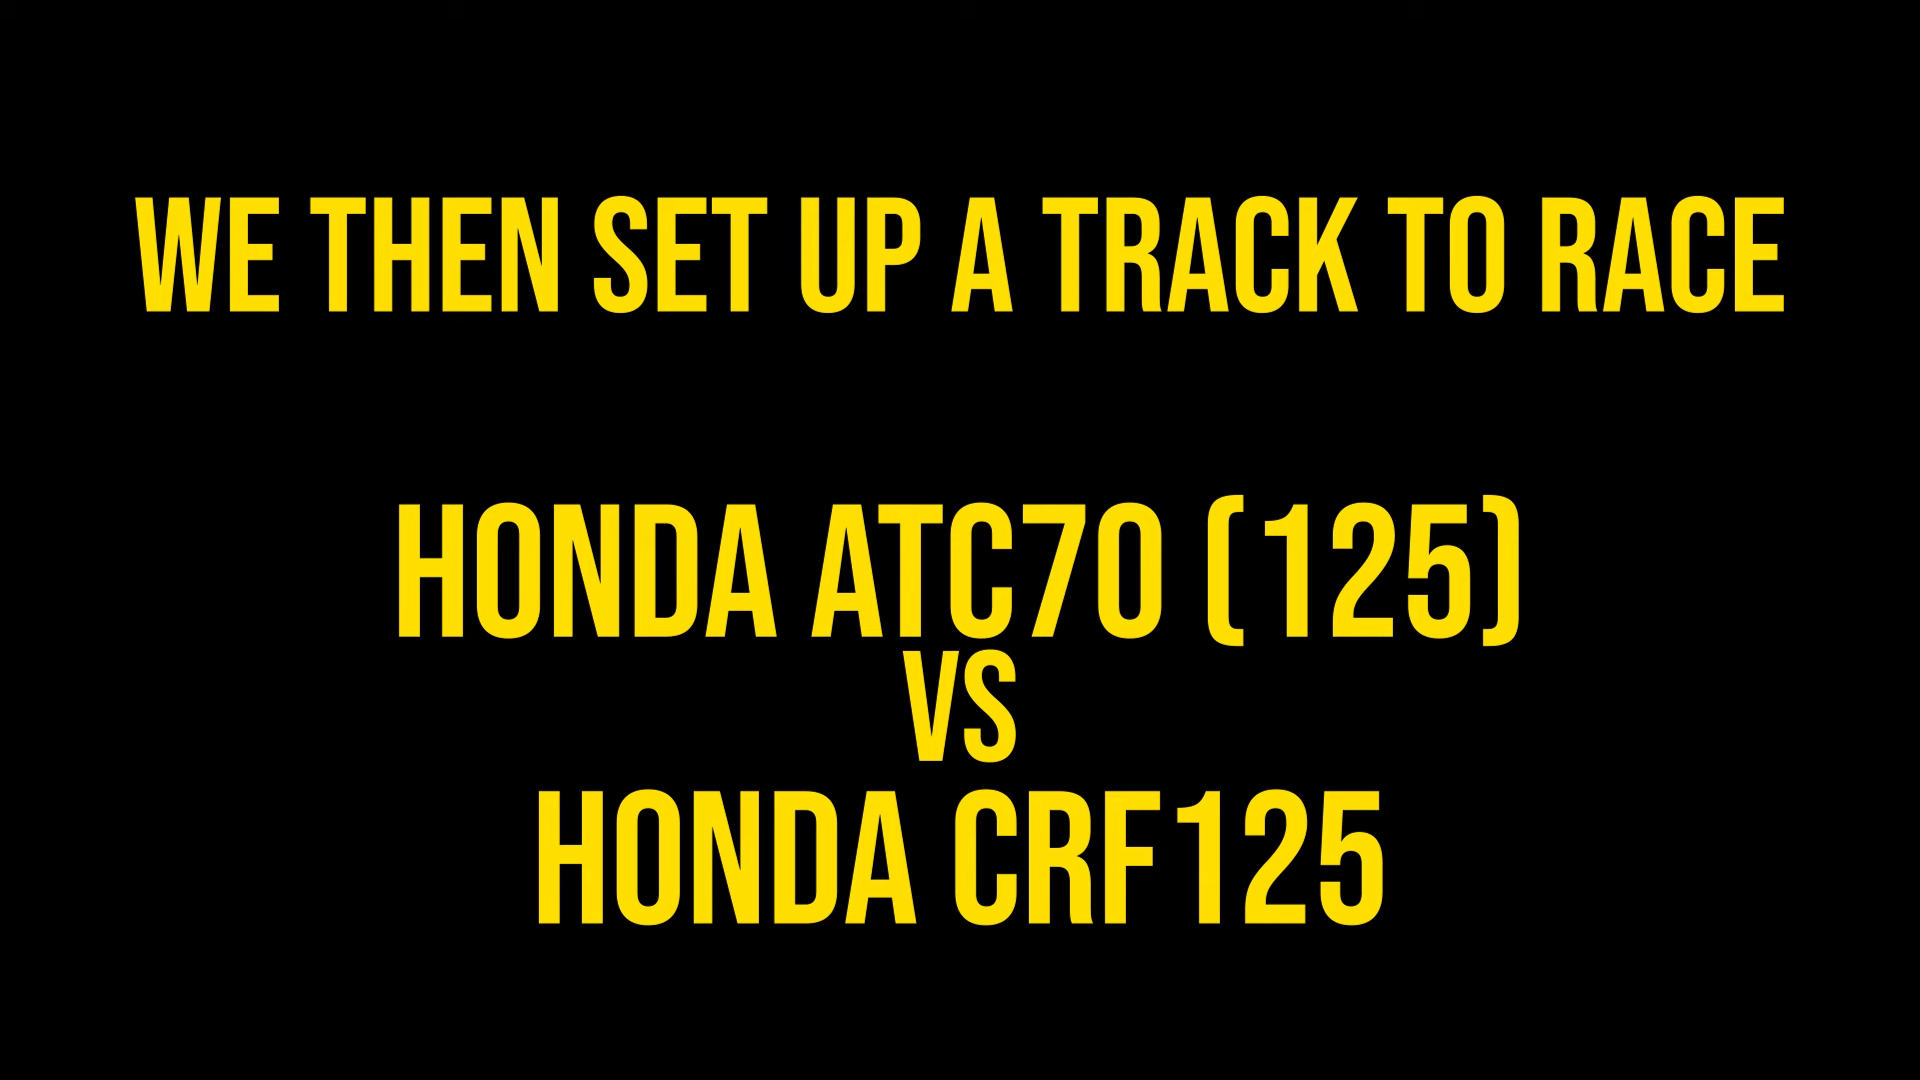 WE THEN SET UP A TRACK TO RACE
HONDA ATC70 (125)
VS
HONDA CRF125